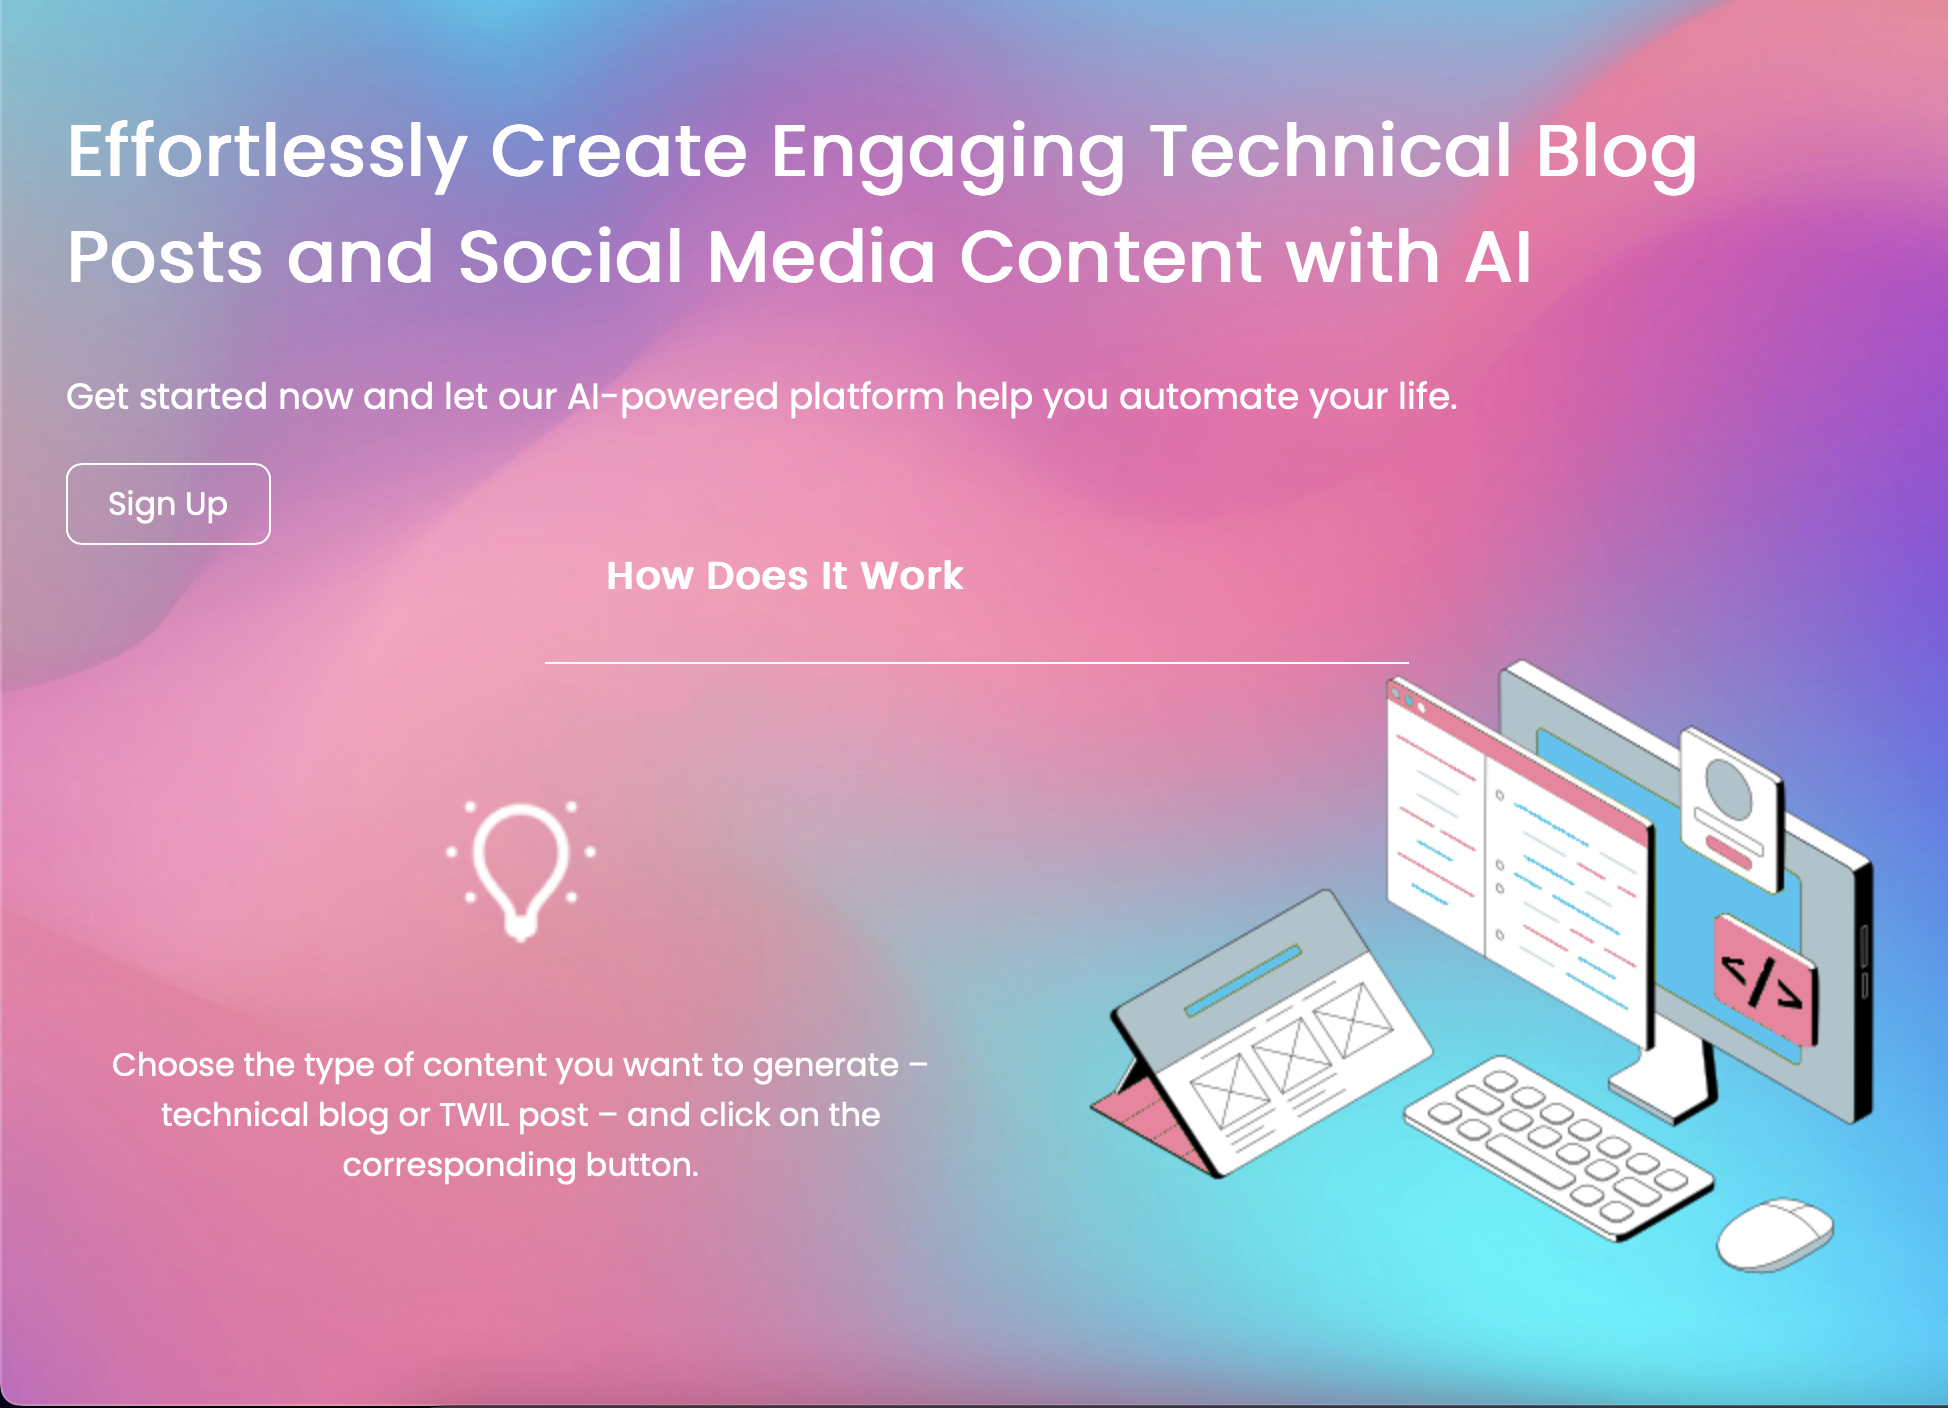 Effortlessly Create Engaging Technical Blog
Posts and Social Media Content with AI
Get started now and let our AI-powered platform help you automate your life.
Sign Up
How Does It Work
Choose the type of content you want to generate –
technical blog or TWIL post – and click on the
corresponding button.
</>